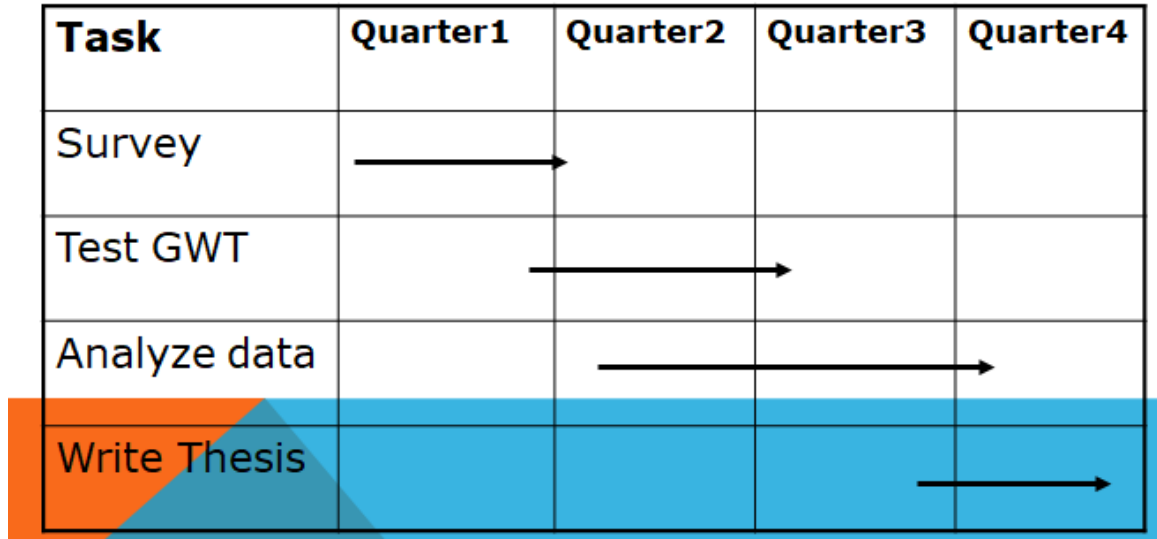 Task Quarter1 Quarter2 Quarter3 Quarter4
Survey
Test GWT
Analyze data
Write Thesis